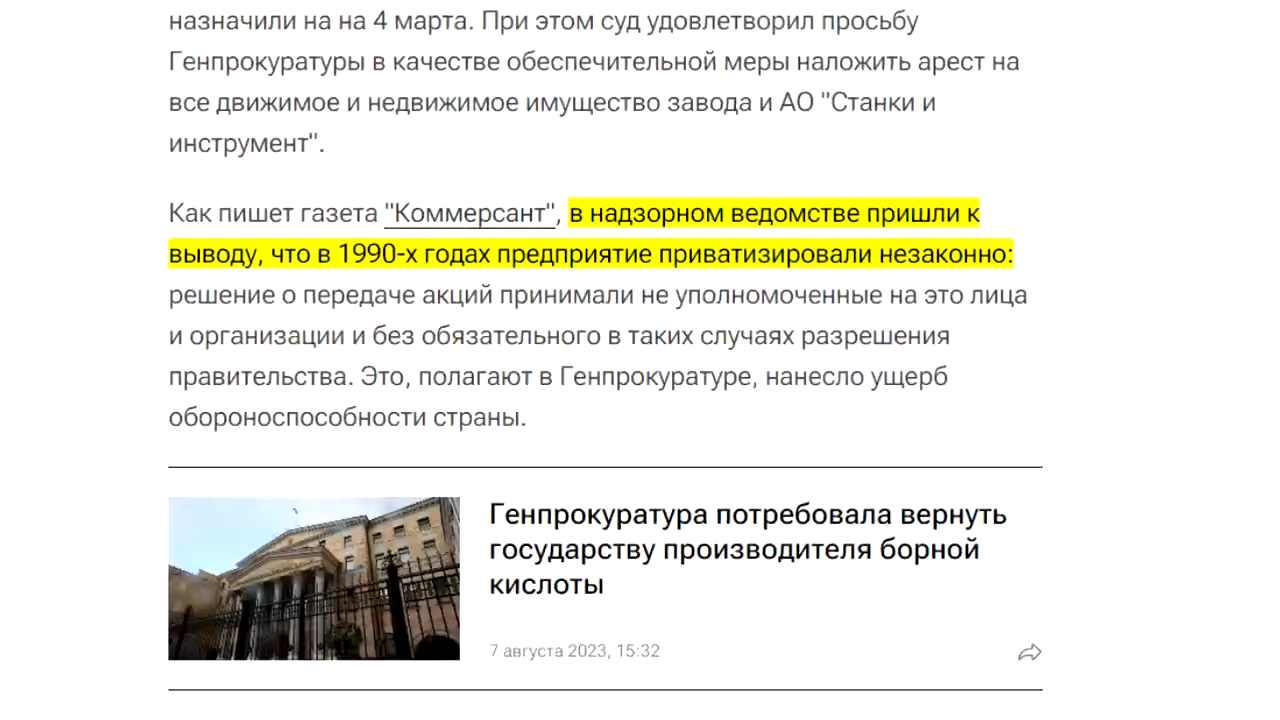 назначили на на 4 марта. При этом суд удовлетворил просьбу
Генпрокуратуры в качестве обеспечительной меры наложить арест на
все движимое и недвижимое имущество завода и АО "Станки и
инструмент".
Как пишет газета "Коммерсант", в надзорном ведомстве пришли к
выводу, что в 1990-х годах предприятие приватизировали незаконно:
решение о передаче акций принимали не уполномоченные на это лица
и организации и без обязательного в таких случаях разрешения
правительства. Это, полагают в Генпрокуратуре, нанесло ущерб
обороноспособности страны.
Генпрокуратура потребовала вернуть
государству производителя борной
кислоты
7 августа 2023, 15:32